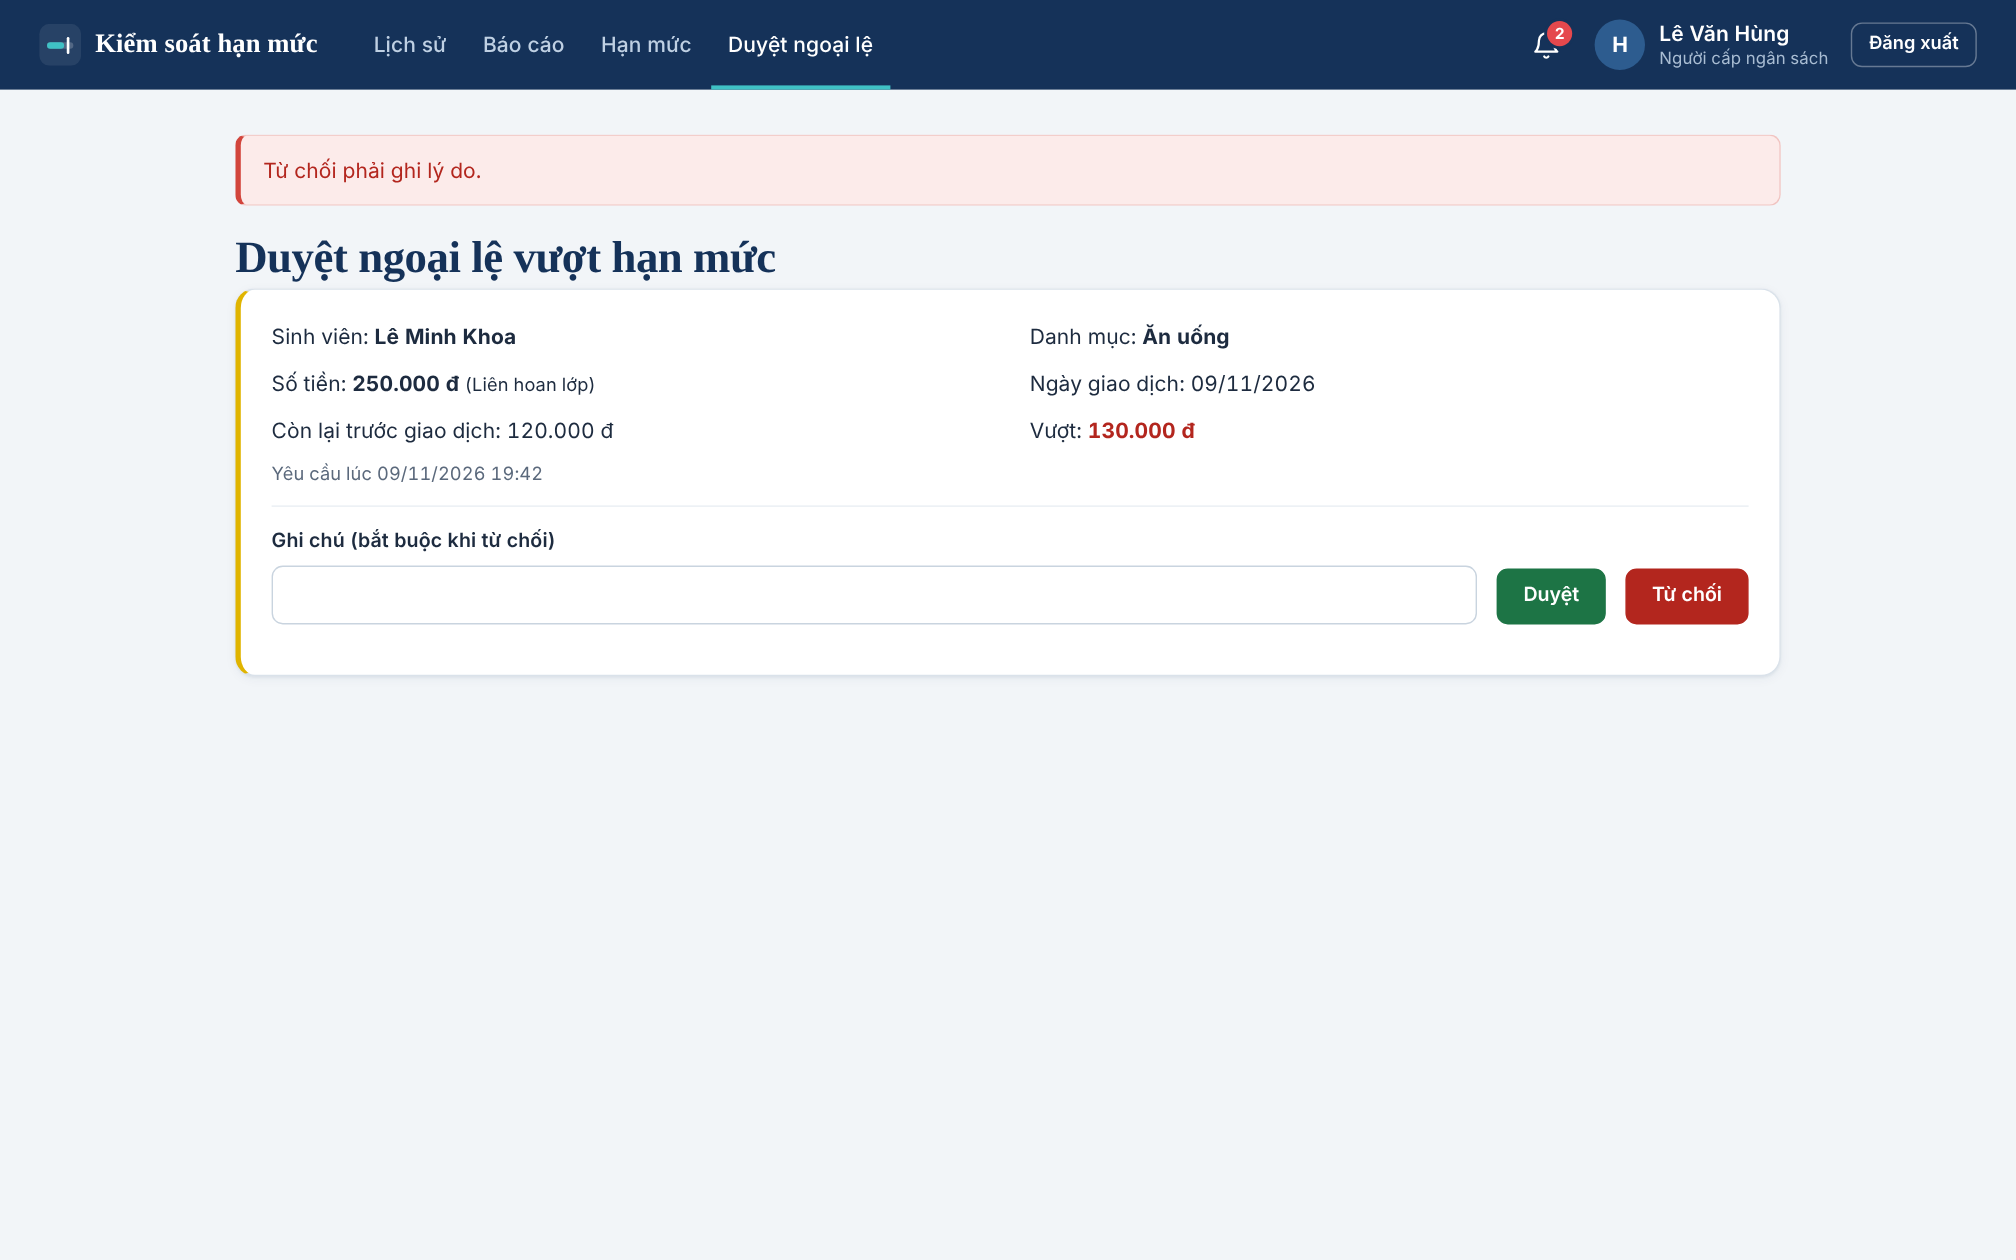 Kiểm soát hạn mức Lịch sử Báo cáo Hạn mức Duyệt ngoại lệ 2 H Lê Văn Hùng Đăng xuất
Người cấp ngân sách
Từ chối phải ghi lý do.
Duyệt ngoại lệ vượt hạn mức
Sinh viên: Lê Minh Khoa Danh mục: Ăn uống
Số tiền: 250.000 đ (Liên hoan lớp) Ngày giao dịch: 09/11/2026
Còn lại trước giao dịch: 120.000 đ Vượt: 130.000 đ
Yêu cầu lúc 09/11/2026 19:42
Ghi chú (bắt buộc khi từ chối)
Duyệt Từ chối